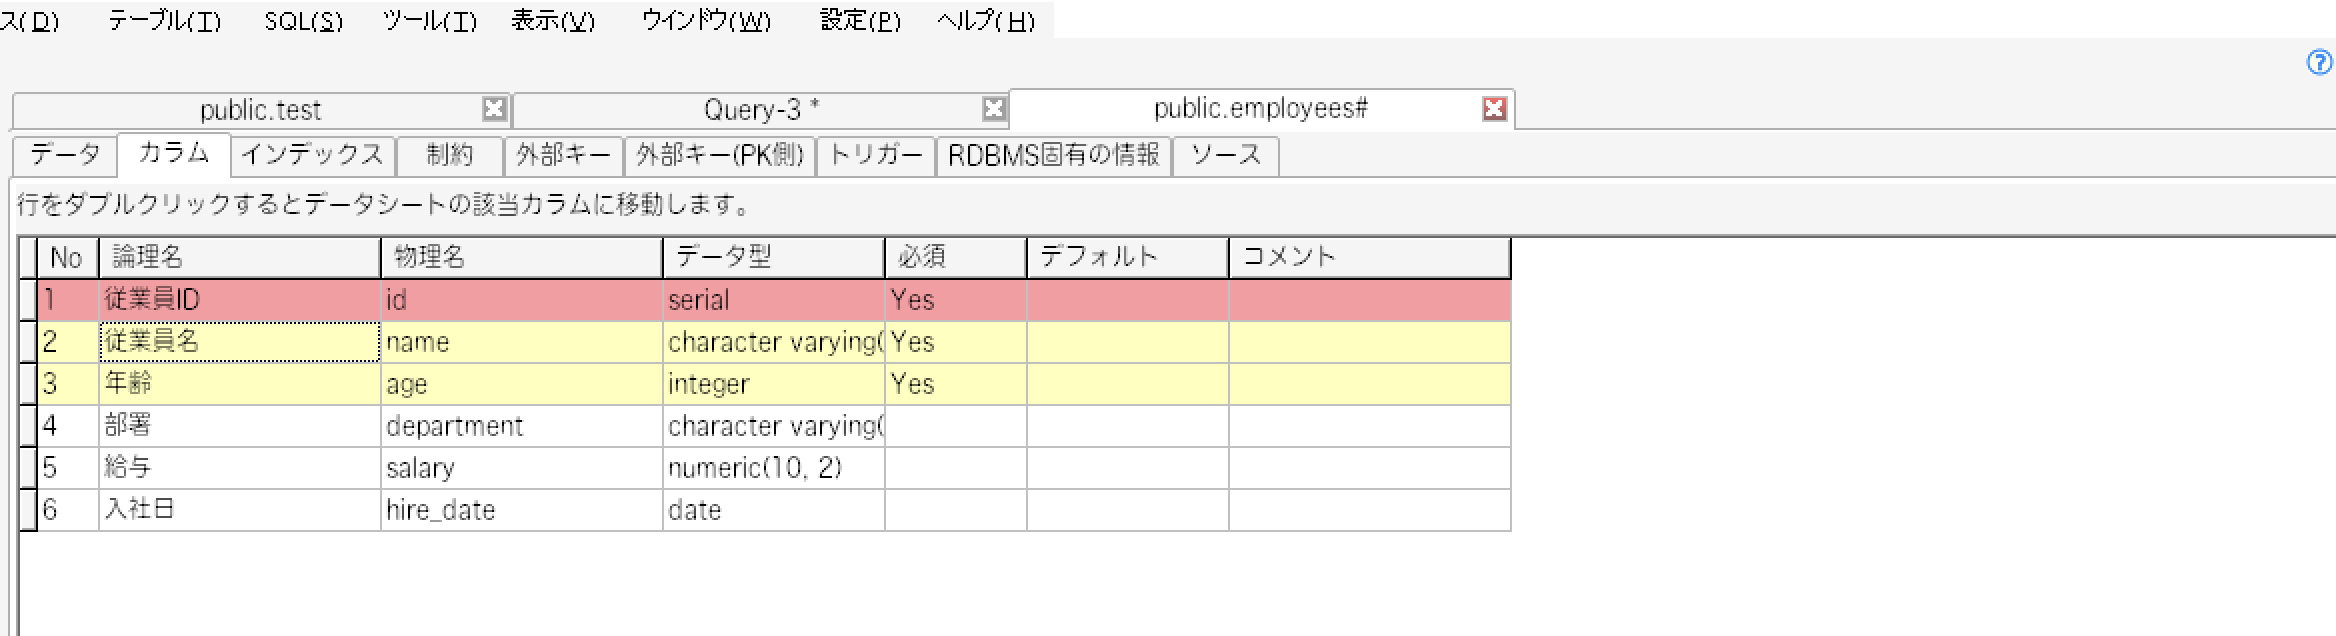 ス(D) テーブル(T) SQL(S) ツール(T) 表示(V) ウインドウ(W) 設定(P) ヘルプ(H)
public.test Query-3 * public.employees#
データ カラム インデックス 制約 外部キー 外部キー(PK側) トリガー RDBMS固有の情報 ソース
行をダブルクリックするとデータシートの該当カラムに移動します。
No 論理名 物理名 データ型 必須 デフォルト コメント
1 従業員ID id serial Yes
2 従業員名 name character varying( Yes
3 年齢 age integer Yes
4 部署 department character varying(
5 給与 salary numeric(10, 2)
6 入社日 hire_date date